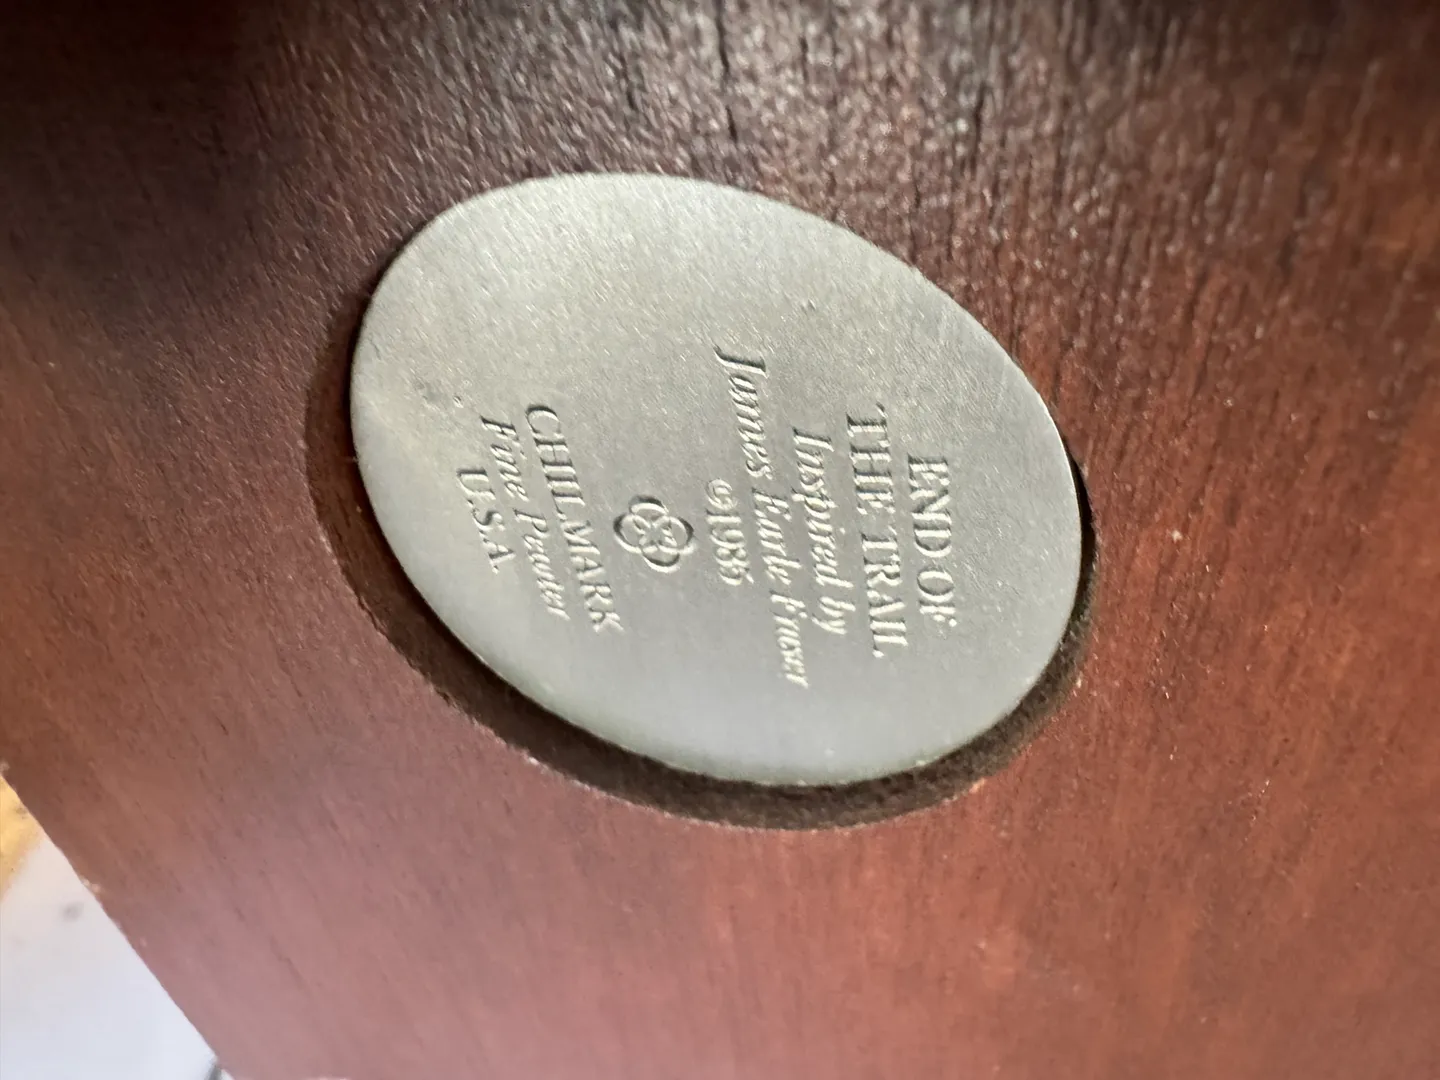 END OF
THE TRAIL
Inspired by
James Earle Fraser
©1985
CHILMARK
Fine Pewter
U.S.A.